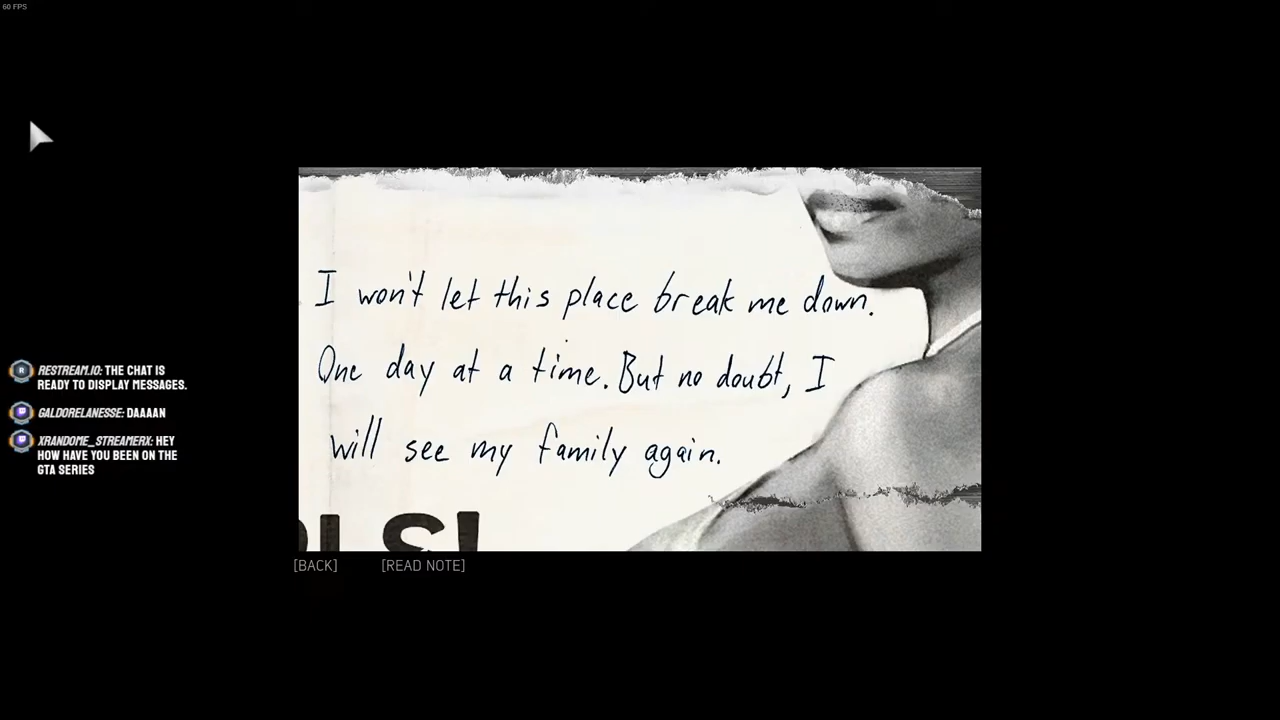 60 FPS
I won't let this place break me down.
One day at a time. But no doubt, I
will see my family again.
LS!
[BACK] [READ NOTE]
RESTREAM.IO: THE CHAT IS
READY TO DISPLAY MESSAGES.
GALDORELANESSE: DAAAAN
XRANDOME_STREAMERX: HEY
HOW HAVE YOU BEEN ON THE
GTA SERIES